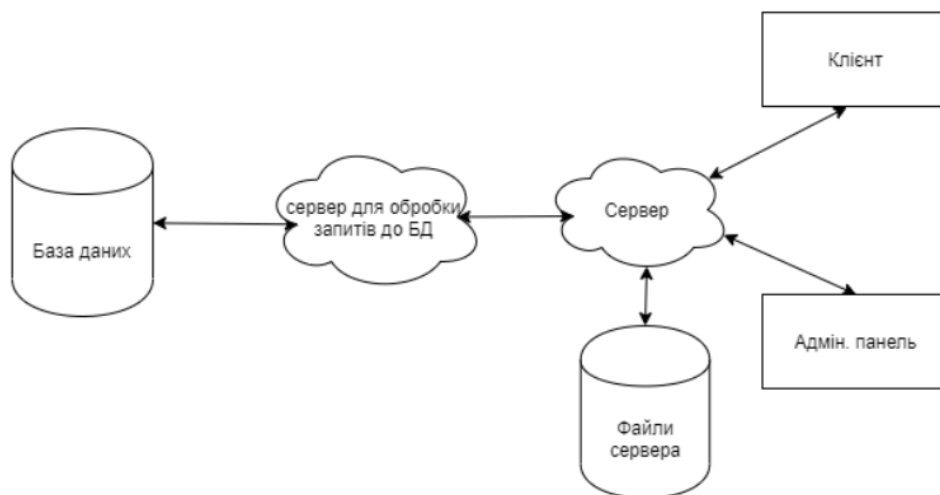 Клієнт
сервер для обробки
запитів до БД
Сервер
База даних
Адмін. панель
Файли
сервера